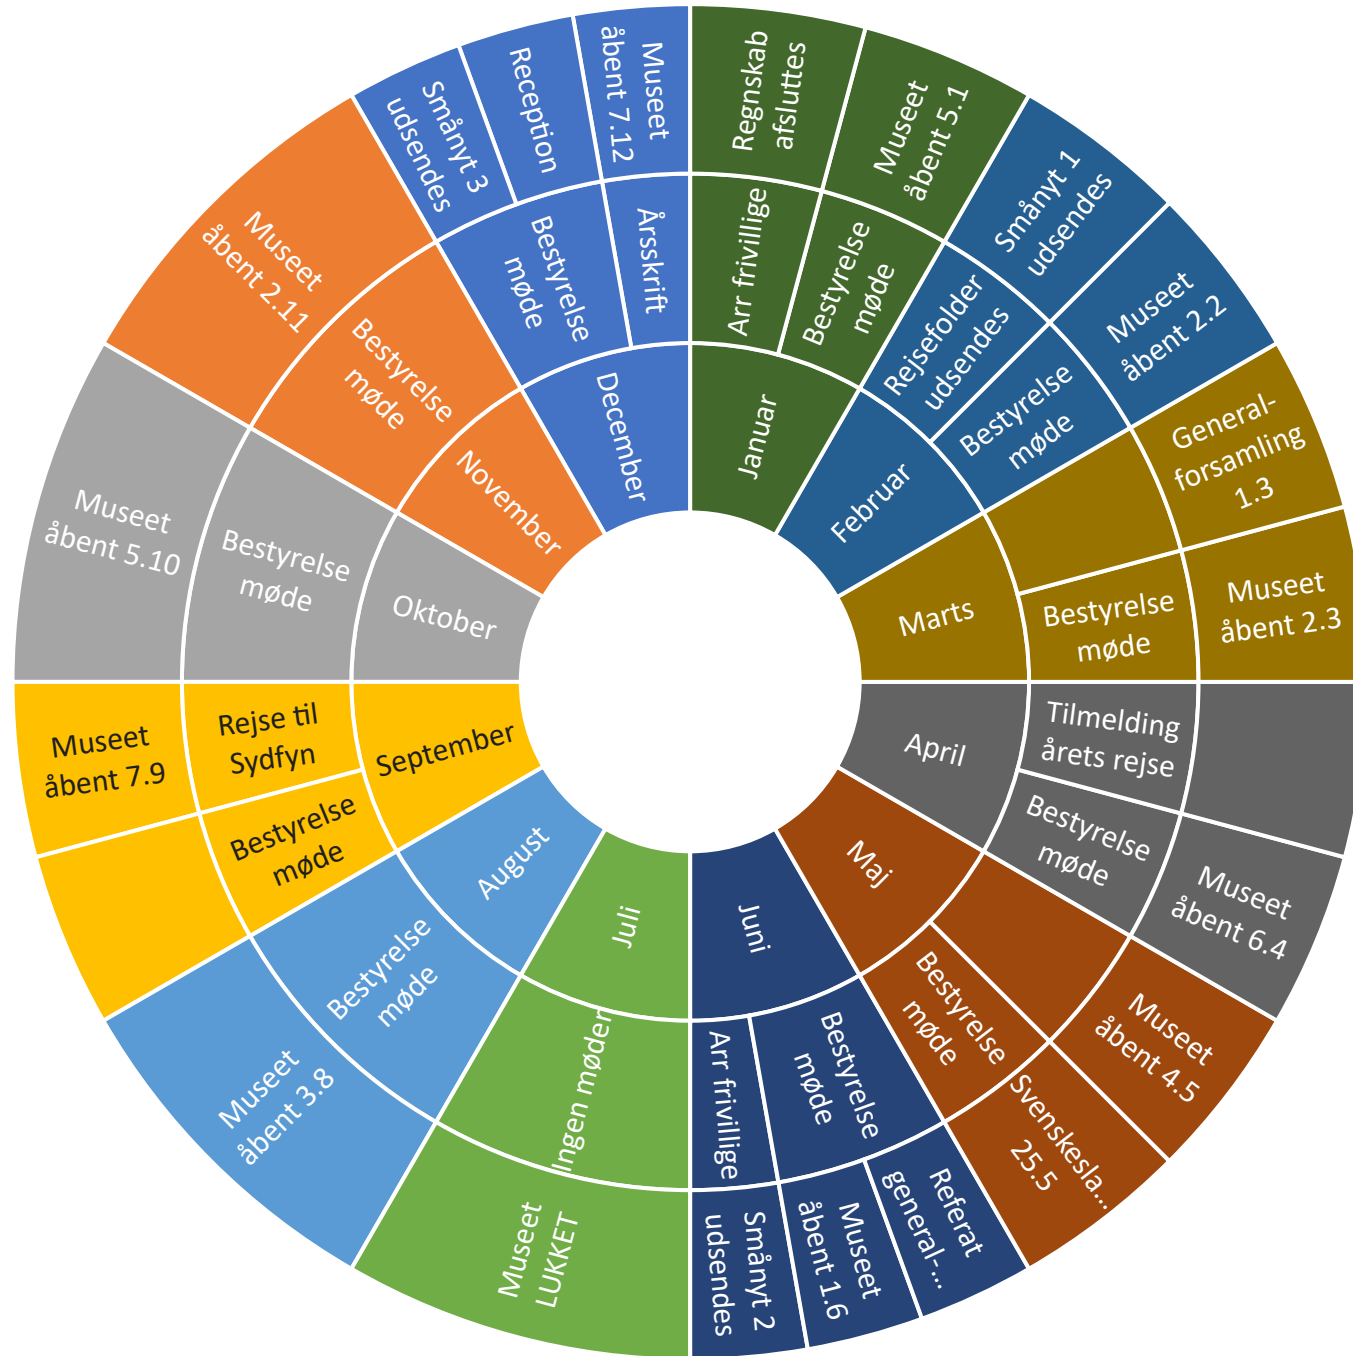 Januar
Arr frivillige
Regnskab
afsluttes
Bestyrelse
møde
Museet
åbent 5.1
Februar
Rejsefolder
udsendes
Smånyt 1
udsendes
Bestyrelse
møde
Museet
åbent 2.2
Marts
General-
forsamling
1.3
Bestyrelse
møde
Museet
åbent 2.3
April
Tilmelding
årets rejse
Bestyrelse
møde
Museet
åbent 6.4
Maj
Museet
åbent 4.5
Bestyrelse
møde
Svenskesla...
25.5
Juni
Bestyrelse
møde
Referat
general-...
Museet
åbent 1.6
Arr frivillige
Smånyt 2
udsendes
Juli
Ingen møder
Museet
LUKKET
August
Bestyrelse
møde
Museet
åbent 3.8
September
Bestyrelse
møde
Rejse til
Sydfyn
Museet
åbent 7.9
Oktober
Bestyrelse
møde
Museet
åbent 5.10
November
Bestyrelse
møde
Museet
åbent 2.11
December
Bestyrelse
møde
Smånyt 3
udsendes
Reception
Årsskrift
Museet
åbent 7.12